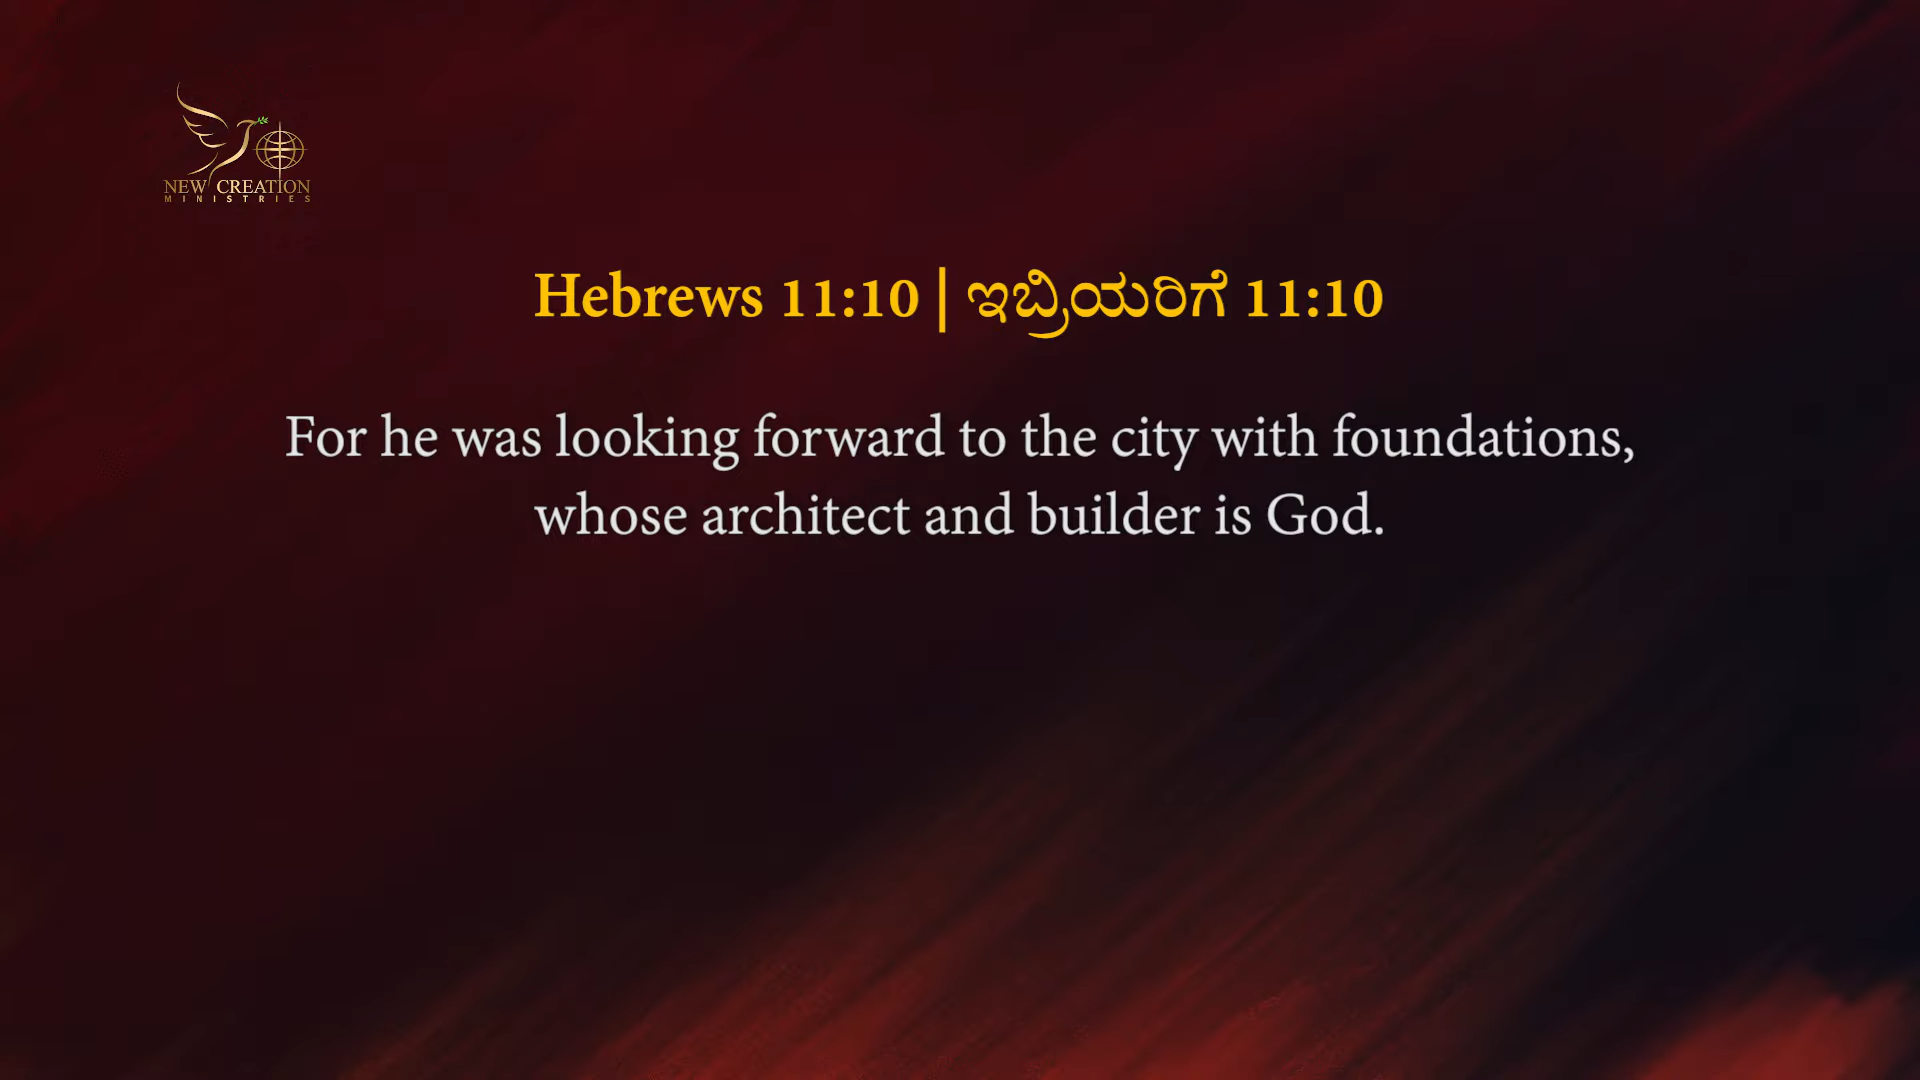 NEW CREATION
MINISTRIES
Hebrews 11:10 | ಇಬ್ರಿಯರಿಗೆ 11:10
For he was looking forward to the city with foundations,
whose architect and builder is God.